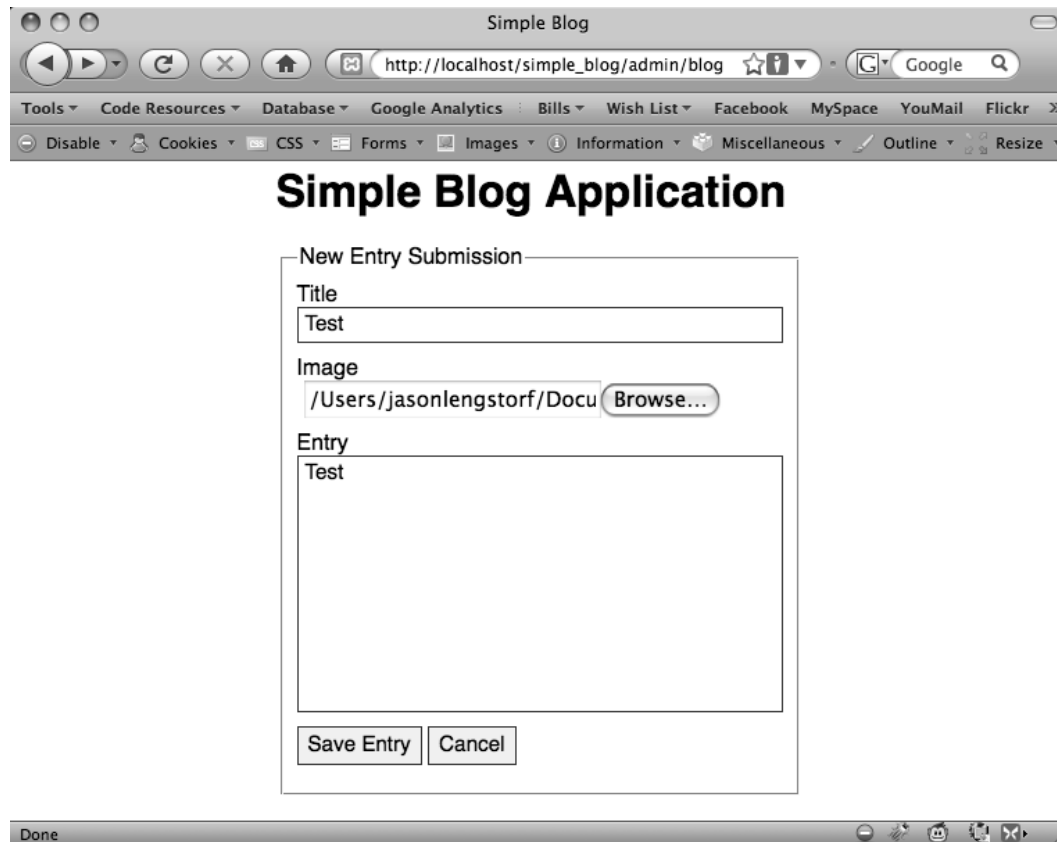 Simple Blog
http://localhost/simple_blog/admin/blog G Google
Tools Code Resources Database Google Analytics Bills Wish List Facebook MySpace YouMail Flickr »
Disable Cookies CSS CSS Forms Images Information Miscellaneous Outline Resize
Simple Blog Application
New Entry Submission
Title
Test
Image
/Users/jasonlengstorf/Docu Browse...
Entry
Test
Save Entry Cancel
Done